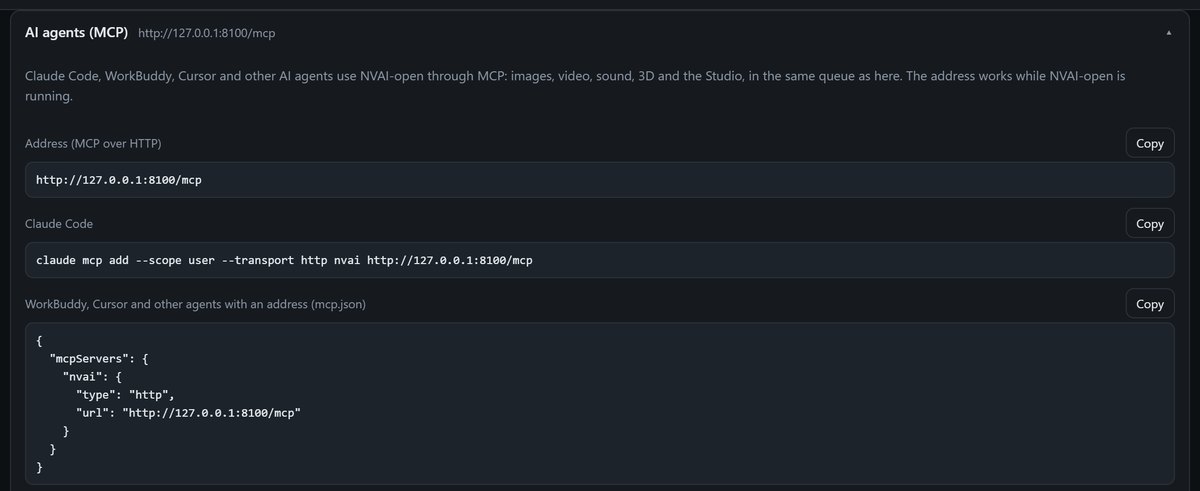 AI agents (MCP) http://127.0.0.1:8100/mcp
Claude Code, WorkBuddy, Cursor and other AI agents use NVAI-open through MCP: images, video, sound, 3D and the Studio, in the same queue as here. The address works while NVAI-open is
running.
Address (MCP over HTTP)
Copy
http://127.0.0.1:8100/mcp
Claude Code
Copy
claude mcp add --scope user --transport http nvai http://127.0.0.1:8100/mcp
WorkBuddy, Cursor and other agents with an address (mcp.json)
Copy
{
  "mcpServers": {
    "nvai": {
      "type": "http",
      "url": "http://127.0.0.1:8100/mcp"
    }
  }
}